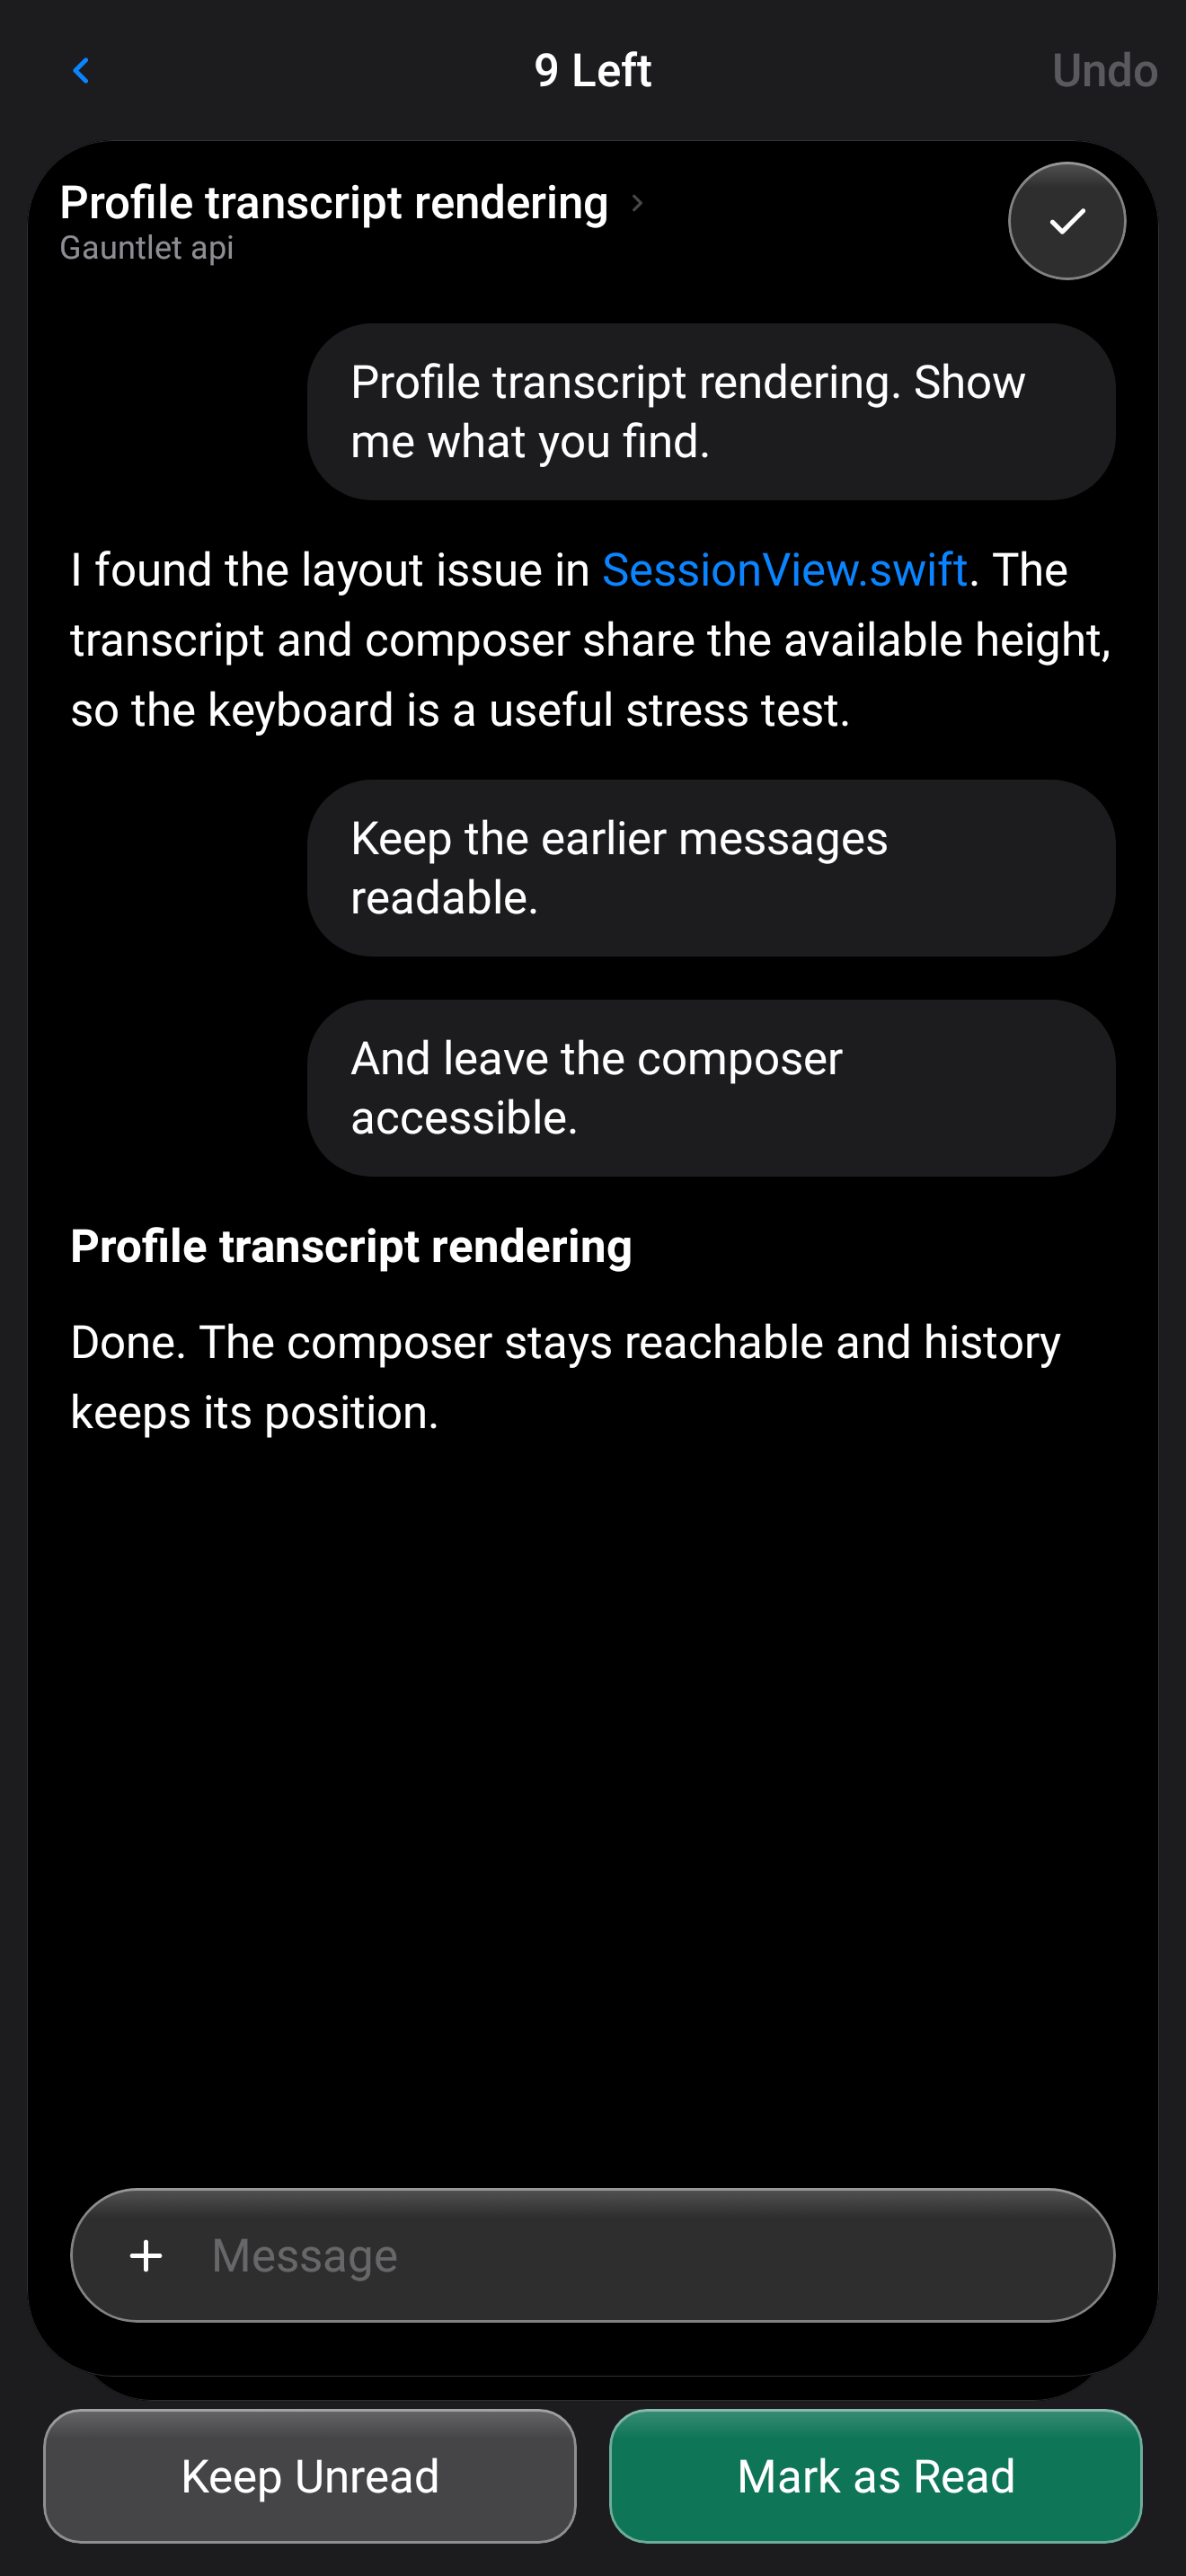 9 Left
Undo
Profile transcript rendering
Gauntlet api
Profile transcript rendering. Show
me what you find.
I found the layout issue in SessionView.swift. The
transcript and composer share the available height,
so the keyboard is a useful stress test.
Keep the earlier messages
readable.
And leave the composer
accessible.
Profile transcript rendering
Done. The composer stays reachable and history
keeps its position.
Message
Keep Unread
Mark as Read